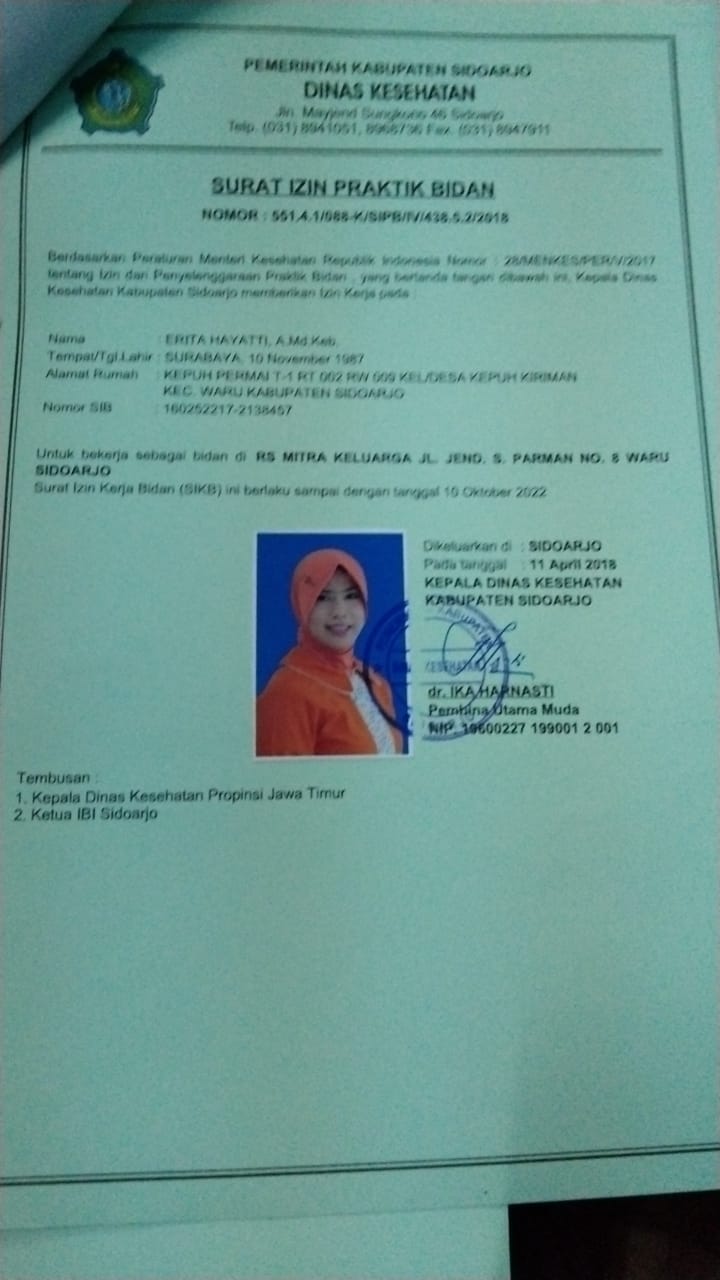 PEMERINTAH KABUPATEN SIDOARJO
DINAS KESEHATAN
Jln. Mayjend Sungkono 46 Sidoarjo
Telp. (031) 8941051, 8968736 Fax. (031) 8947911
SURAT IZIN PRAKTIK BIDAN
NOMOR : 551.4.1/088-K/SIPB/IV/438.5.2/2018
Berdasarkan Peraturan Menteri Kesehatan Republik Indonesia Nomor : 28/MENKES/PER/V/2017
tentang Izin dan Penyelenggaraan Praktik Bidan , yang bertanda tangan dibawah ini, Kepala Dinas
Kesehatan Kabupaten Sidoarjo memberikan Izin Kerja pada :
Nama : ERITA HAYATTI, A.Md.Keb.
Tempat/Tgl.Lahir : SURABAYA, 10 November 1987
Alamat Rumah : KEPUH PERMAI T-1 RT 002 RW 009 KEL/DESA KEPUH KIRIMAN
KEC. WARU KABUPATEN SIDOARJO
Nomor SIB : 160252217-2138457
Untuk bekerja sebagai bidan di RS MITRA KELUARGA JL. JEND. S. PARMAN NO. 8 WARU
SIDOARJO
Surat Izin Kerja Bidan (SIKB) ini berlaku sampai dengan tanggal 10 Oktober 2022
Dikeluarkan di : SIDOARJO
Pada tanggal : 11 April 2018
KEPALA DINAS KESEHATAN
KABUPATEN SIDOARJO
KABUPATEN
KESEHATAN
dr. IKA HARNASTI
Pembina Utama Muda
NIP. 19600227 199001 2 001
Tembusan :
1. Kepala Dinas Kesehatan Propinsi Jawa Timur
2. Ketua IBI Sidoarjo